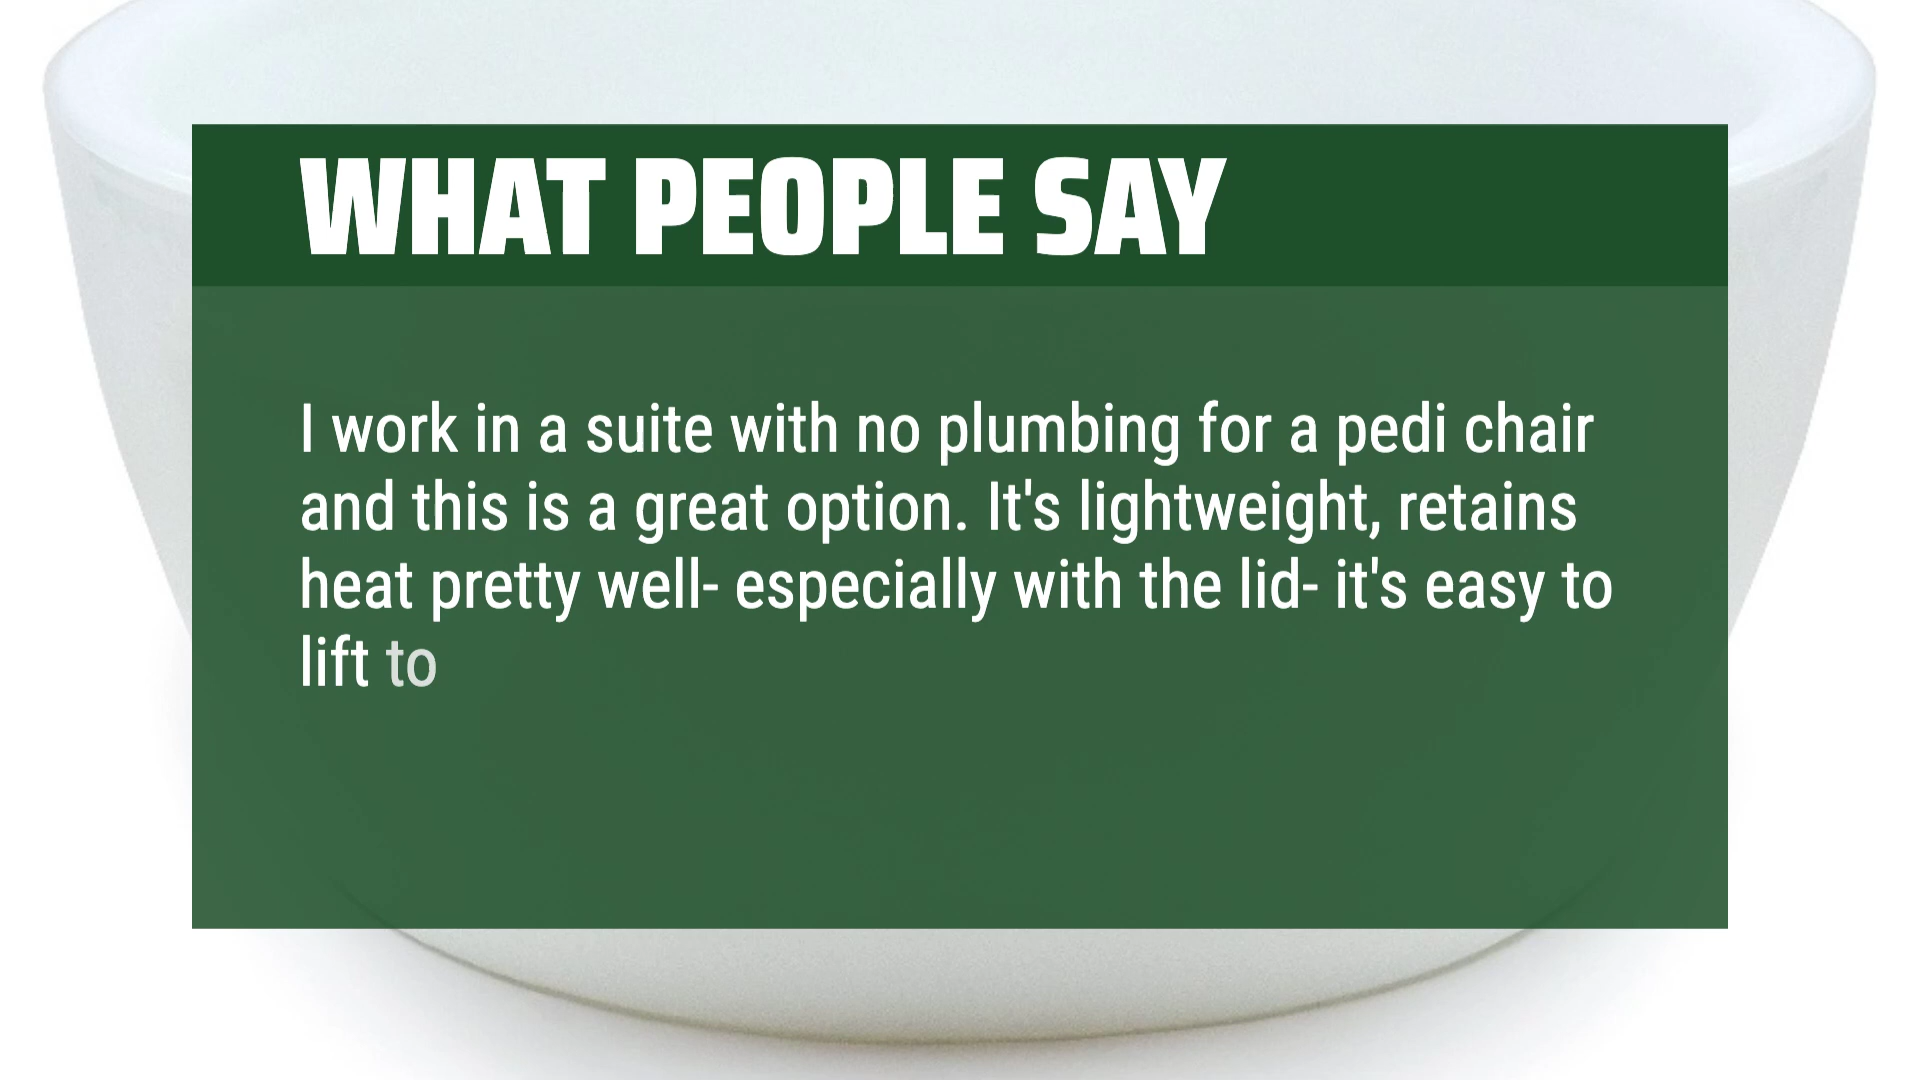 WHAT PEOPLE SAY
I work in a suite with no plumbing for a pedi chair
and this is a great option. It's lightweight, retains
heat pretty well- especially with the lid- it's easy to
lift to